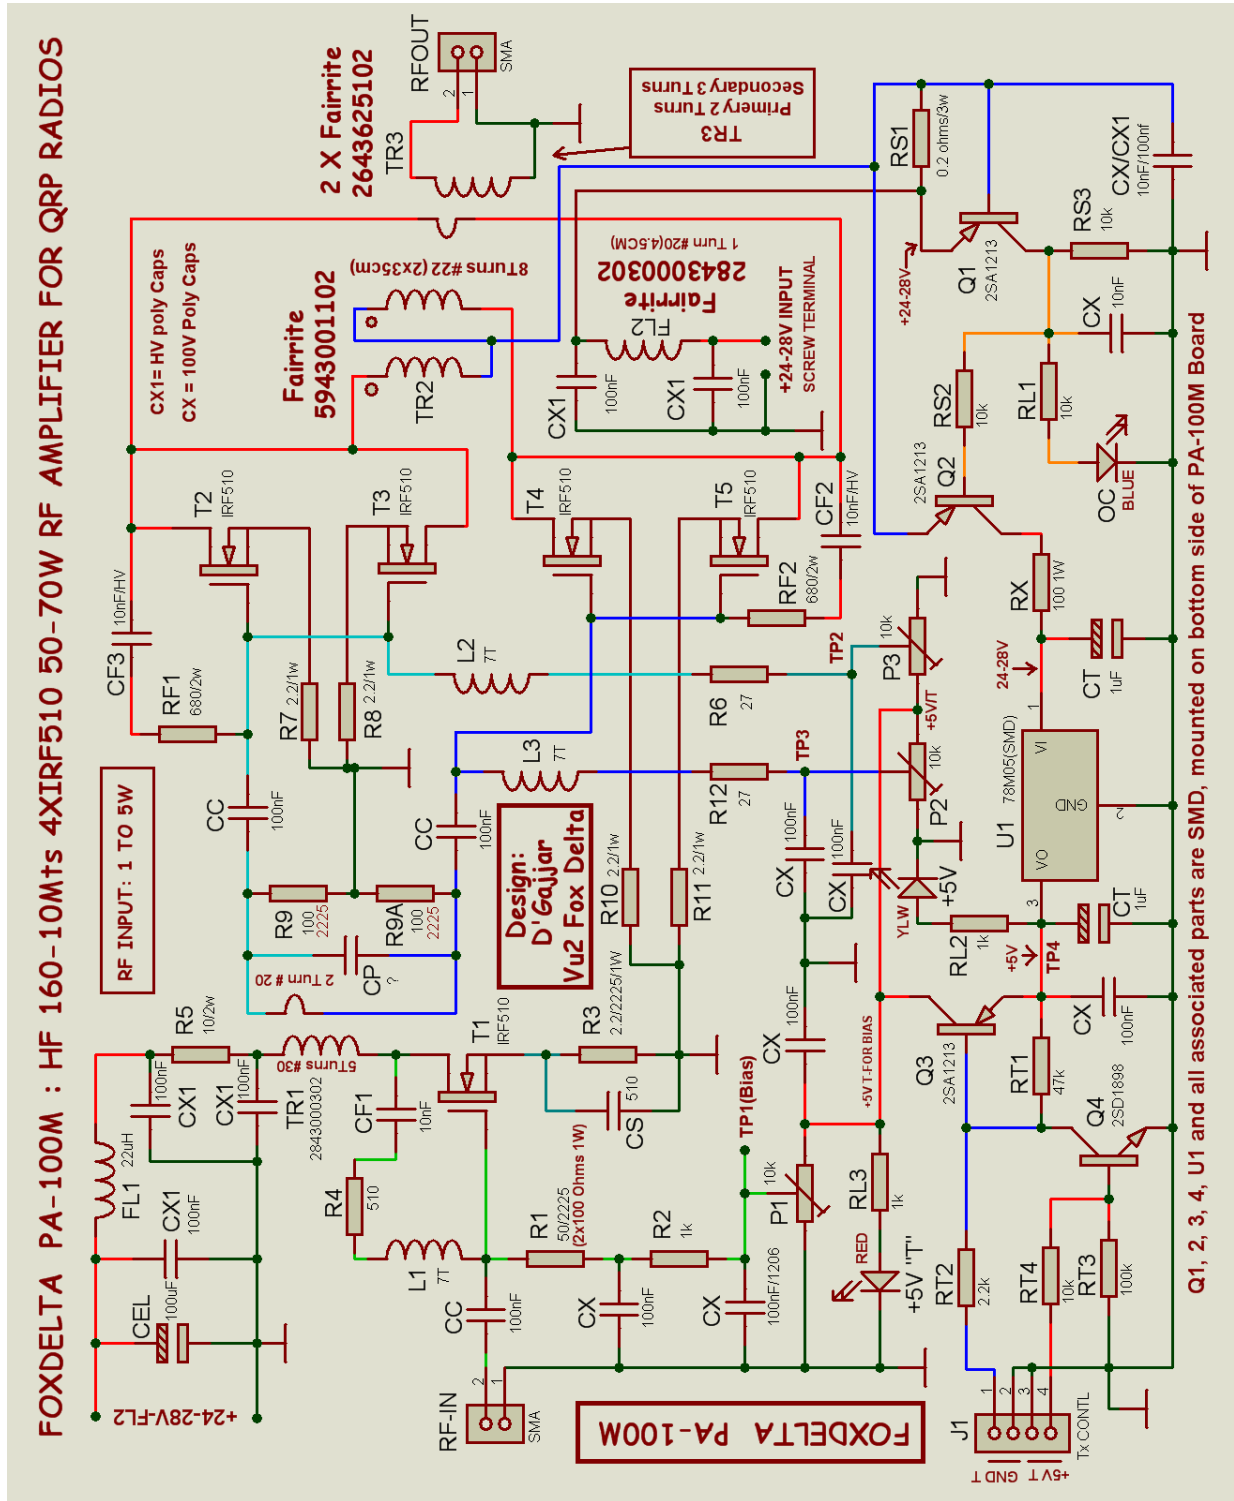 FOXDELTA PA-100M : HF 160-10Mts 4XIRF510 50-70W RF AMPLIFIER FOR QRP RADIOS
+24-28V-FL2
CEL
100uF
CX1
100nF
FL1
22uH
CX1
100nF
R5
10/2w
CX1
100nF
TR1
2843000302
5Turns #30
RF INPUT: 1 TO 5W
CF3
10nF/HV
RF1
680/2w
CC
100nF
R9
100
2225
R9A
100
2225
2 Turn # 20
CP
?
CC
100nF
R7
2.2/1w
R8
2.2/1w
T2
IRF510
T3
IRF510
T4
IRF510
T5
IRF510
CX1= HV poly Caps
CX = 100V Poly Caps
Fairrite
5943001102
8Turns #22 (2x35cm)
TR2
2 X Fairrite
2643625102
TR3
RFOUT
2
1
SMA
TR3
Primery 2 Turns
Secondary 3 Turns
R4
510
CF1
10nF
L1
7T
T1
IRF510
CS
510
R3
2.2/2225/1W
Design:
D'Gajjar
Vu2 Fox Delta
L2
7T
L3
7T
R10
2.2/1w
R11
2.2/1w
R6
27
R12
27
RF2
680/2w
CF2
10nF/HV
CX1
100nF
CX1
100nF
FL2
Fairrite
2843000302
1 Turn #20(4.5CM)
+24-28V INPUT
SCREW TERMINAL
RF-IN
2
1
SMA
CC
100nF
R1
50/2225
(2x100 Ohms 1W)
R2
1k
CX
100nF
CX
100nF/1206
TP1(Bias)
P1
10k
CX
100nF
CX
100nF
CX
100nF
TP3
TP2
P2
10k
P3
10k
+5V/T
FOXDELTA PA-100M
RED
+5V "T"
RL3
1k
+5V T-FOR BIAS
YLW
+5V
RL2
1k
+5V
TP4
U1
78M05(SMD)
VO
VI
GND
3
1
2
CT
1uF
CT
1uF
24-28V
RX
100 1W
Q2
2SA1213
RS2
10k
RL1
10k
OC
BLUE
CX
10nF
RS3
10k
Q1
2SA1213
+24-28V
RS1
0.2 ohms/3w
CX/CX1
10nF/100nf
J1
Tx CONTL
1
2
3
4
GND T
+5V T
RT2
2.2k
RT4
10k
RT3
100k
Q4
2SD1898
RT1
47k
Q3
2SA1213
CX
100nF
Q1, 2, 3, 4, U1 and all associated parts are SMD, mounted on bottom side of PA-100M Board